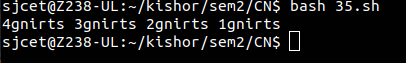 sjcet@Z238-UL:~/kishor/sem2/CN$ bash 35.sh
4gnirts 3gnirts 2gnirts 1gnirts
sjcet@Z238-UL:~/kishor/sem2/CN$